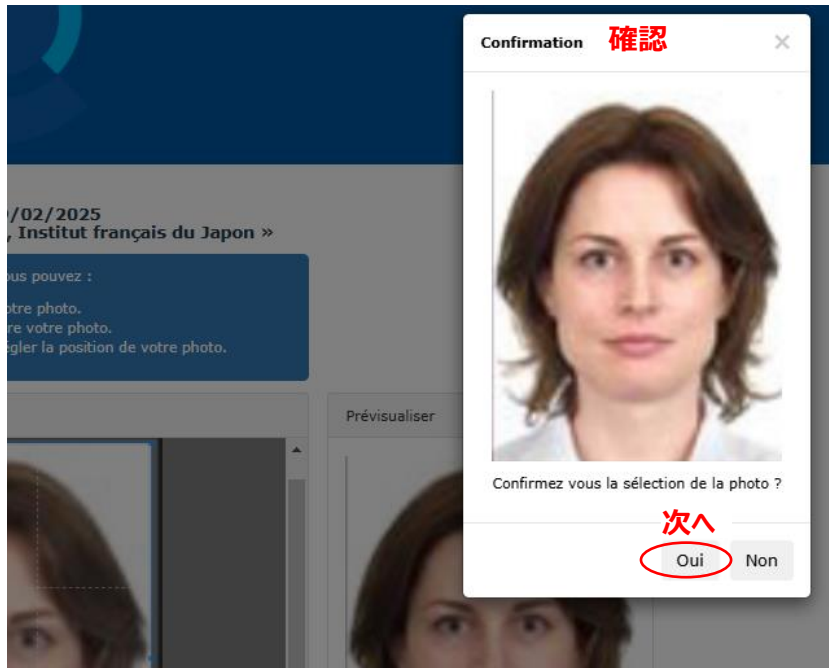 Confirmation 確認 ×
/02/2025
, Institut français du Japon »
ous pouvez :
otre photo.
re votre photo.
égler la position de votre photo.
Prévisualiser
Confirmez vous la sélection de la photo ?
次へ
Oui Non